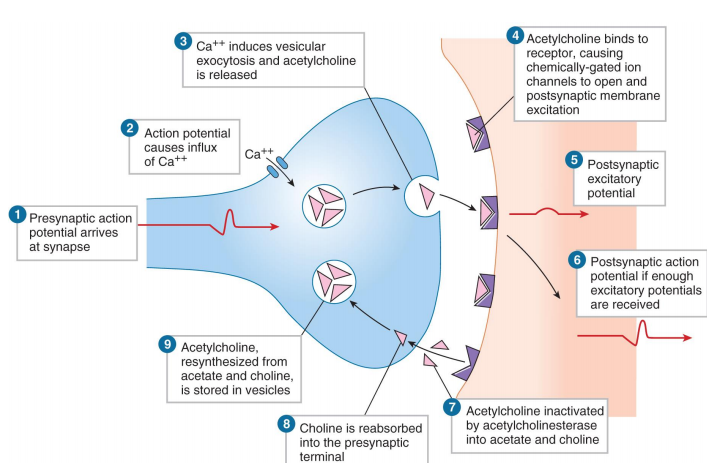 1 Presynaptic action
potential arrives
at synapse
2 Action potential
causes influx
of Ca++
Ca++
3 Ca++ induces vesicular
exocytosis and acetylcholine
is released
4 Acetylcholine binds to
receptor, causing
chemically-gated ion
channels to open and
postsynaptic membrane
excitation
5 Postsynaptic
excitatory
potential
6 Postsynaptic action
potential if enough
excitatory potentials
are received
7 Acetylcholine inactivated
by acetylcholinesterase
into acetate and choline
8 Choline is reabsorbed
into the presynaptic
terminal
9 Acetylcholine,
resynthesized from
acetate and choline,
is stored in vesicles